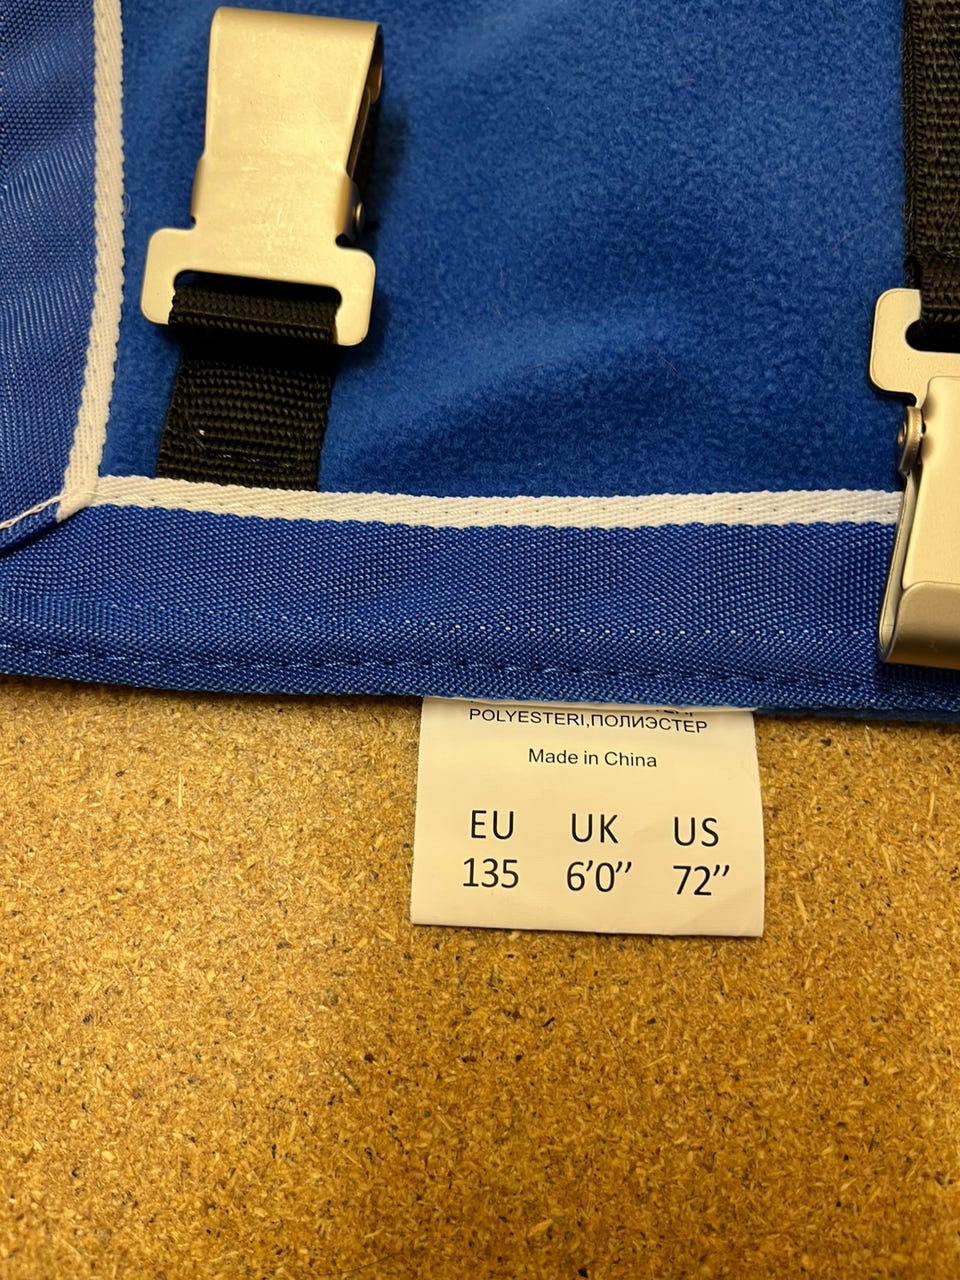 POLYESTERI,ПОЛИЭСТЕР
Made in China
EU UK US
135 6’0’’ 72’’